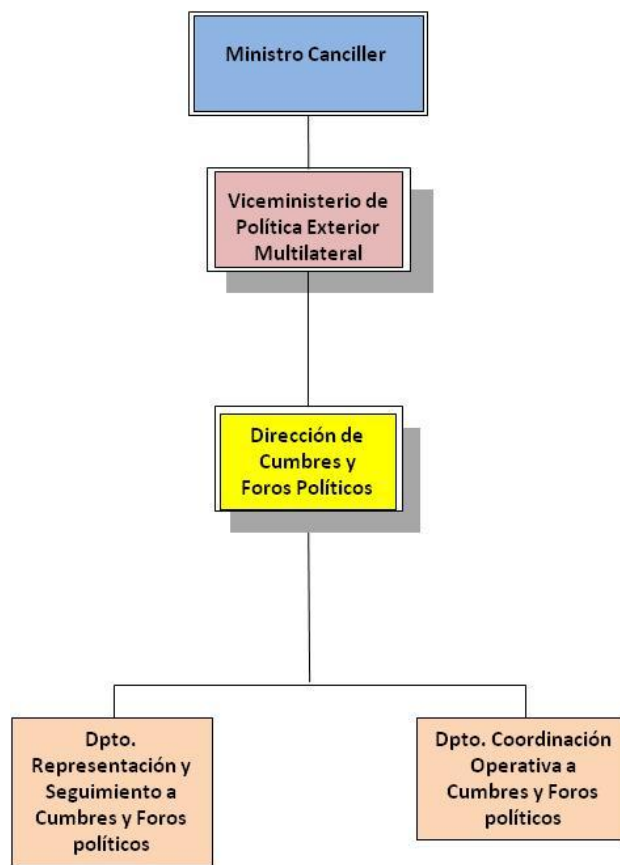 Ministro Canciller
Viceministerio de
Política Exterior
Multilateral
Dirección de
Cumbres y
Foros Políticos
Dpto.
Representación y
Seguimiento a
Cumbres y Foros
políticos
Dpto. Coordinación
Operativa a
Cumbres y Foros
políticos